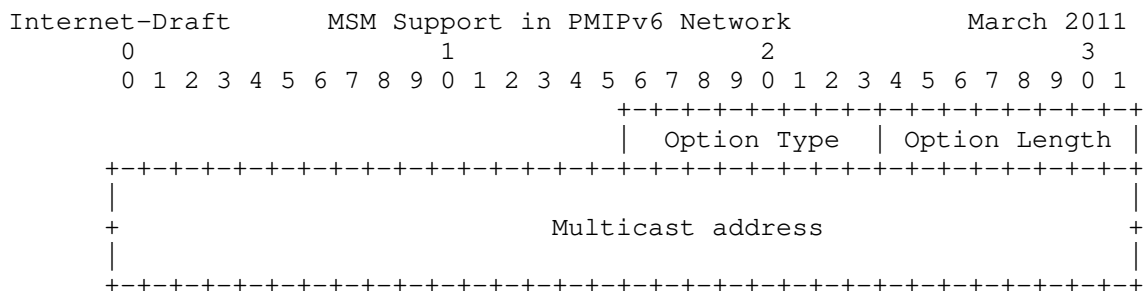 Internet-Draft      MSM Support in PMIPv6 Network           March 2011
       0                   1                   2                   3
       0 1 2 3 4 5 6 7 8 9 0 1 2 3 4 5 6 7 8 9 0 1 2 3 4 5 6 7 8 9 0 1
                                      +-+-+-+-+-+-+-+-+-+-+-+-+-+-+-+-+
                                      |  Option Type  | Option Length |
      +-+-+-+-+-+-+-+-+-+-+-+-+-+-+-+-+-+-+-+-+-+-+-+-+-+-+-+-+-+-+-+-+
      |                                                               |
      +                           Multicast address                   +
      |                                                               |
      +-+-+-+-+-+-+-+-+-+-+-+-+-+-+-+-+-+-+-+-+-+-+-+-+-+-+-+-+-+-+-+-+